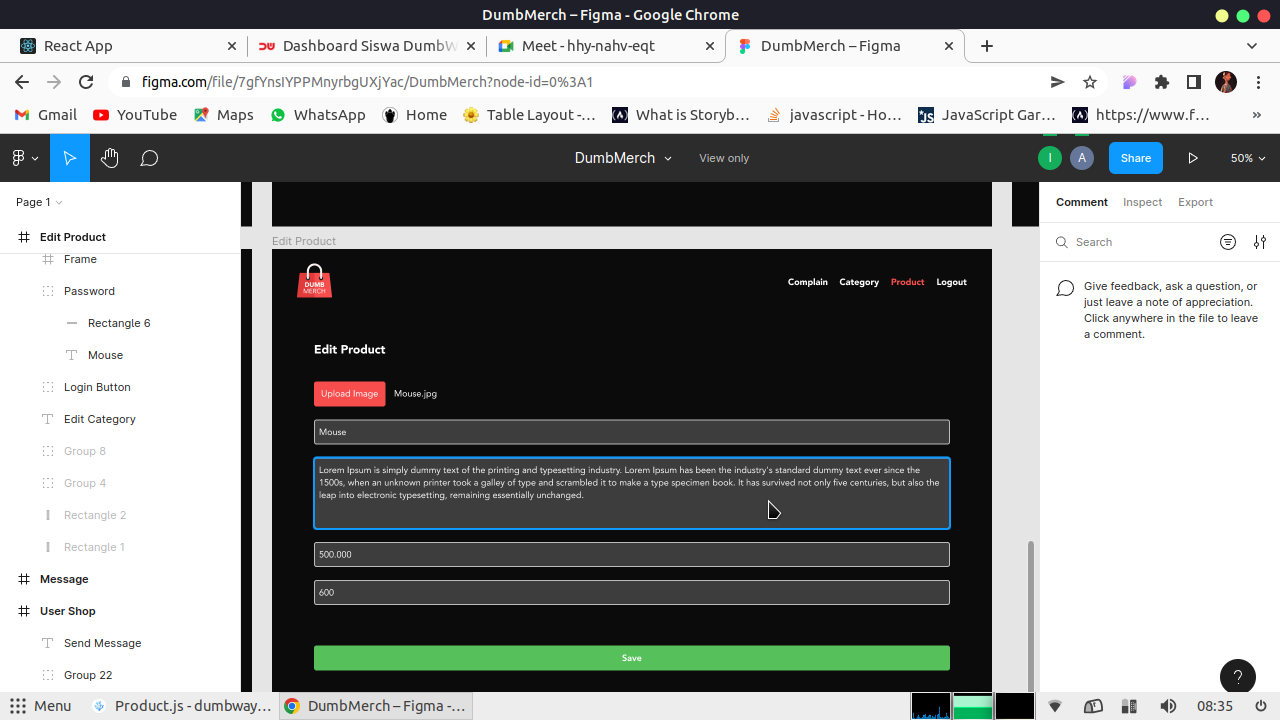 DumbMerch – Figma - Google Chrome
React App
Dashboard Siswa DumbW
Meet - hhy-nahv-eqt
DumbMerch – Figma
figma.com/file/7gfYnsIYPPMnyrbgUXjYac/DumbMerch?node-id=0%3A1
Gmail
YouTube
Maps
WhatsApp
Home
Table Layout -...
What is Storyb...
javascript - Ho...
JavaScript Gar...
https://www.f...
»
DumbMerch
View only
I
A
Share
50%
Page 1
Edit Product
Frame
Password
Rectangle 6
Mouse
Login Button
Edit Category
Group 8
Group 4
Rectangle 2
Rectangle 1
Message
User Shop
Send Message
Group 22
Edit Product
DUMB
MERCH
Complain
Category
Product
Logout
Edit Product
Upload Image
Mouse.jpg
Mouse
Lorem Ipsum is simply dummy text of the printing and typesetting industry. Lorem Ipsum has been the industry's standard dummy text ever since the
1500s, when an unknown printer took a galley of type and scrambled it to make a type specimen book. It has survived not only five centuries, but also the
leap into electronic typesetting, remaining essentially unchanged.
500.000
600
Save
Comment
Inspect
Export
Search
Give feedback, ask a question, or
just leave a note of appreciation.
Click anywhere in the file to leave
a comment.
?
Menu
Product.js - dumbway...
DumbMerch – Figma -...
08:35